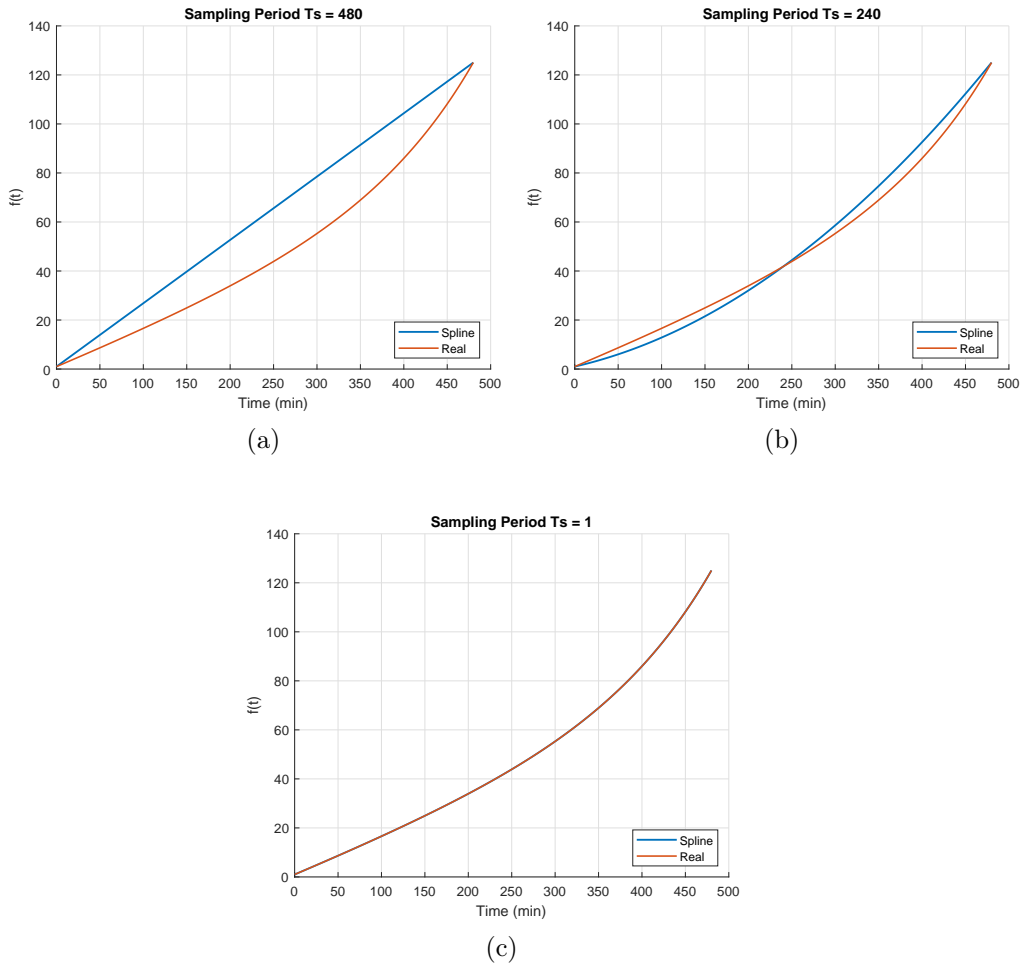 Sampling Period Ts = 480
140
120
100
80
60
40
20
0
f(t)
Spline
Real
0 50 100 150 200 250 300 350 400 450 500
Time (min)
(a)
Sampling Period Ts = 240
140
120
100
80
60
40
20
0
f(t)
Spline
Real
0 50 100 150 200 250 300 350 400 450 500
Time (min)
(b)
Sampling Period Ts = 1
140
120
100
80
60
40
20
0
f(t)
Spline
Real
0 50 100 150 200 250 300 350 400 450 500
Time (min)
(c)